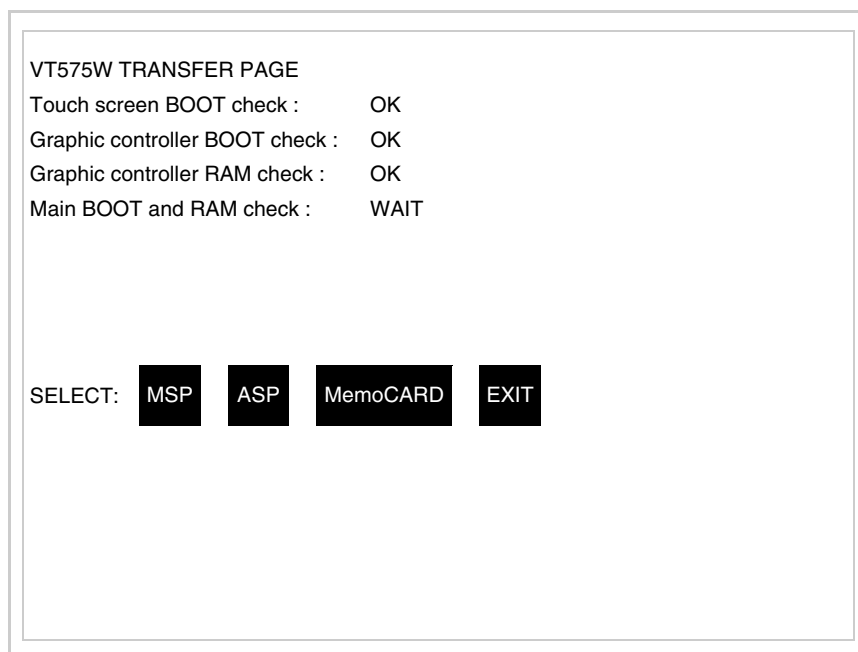 VT575W TRANSFER PAGE
Touch screen BOOT check : OK
Graphic controller BOOT check : OK
Graphic controller RAM check : OK
Main BOOT and RAM check : WAIT
SELECT: MSP ASP MemoCARD EXIT